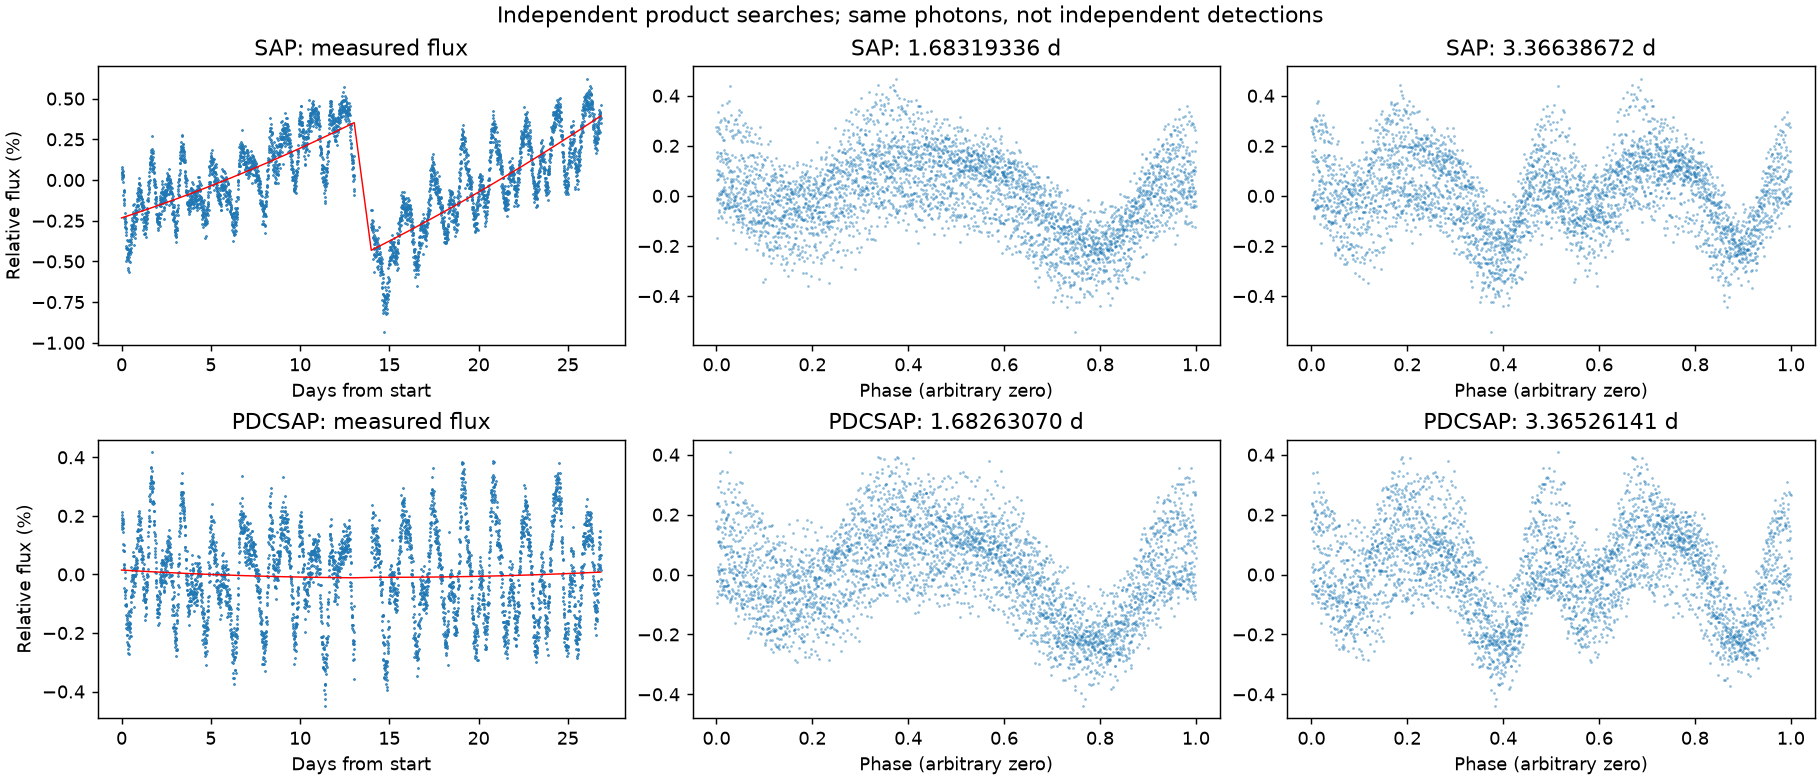 Independent product searches; same photons, not independent detections
SAP: measured flux
SAP: 1.68319336 d
SAP: 3.36638672 d
Relative flux (%)
0.50
0.25
0.00
−0.25
−0.50
−0.75
−1.00
0 5 10 15 20 25
Days from start
0.4
0.2
0.0
−0.2
−0.4
0.0 0.2 0.4 0.6 0.8 1.0
Phase (arbitrary zero)
0.4
0.2
0.0
−0.2
−0.4
0.0 0.2 0.4 0.6 0.8 1.0
Phase (arbitrary zero)
PDCSAP: measured flux
PDCSAP: 1.68263070 d
PDCSAP: 3.36526141 d
Relative flux (%)
0.4
0.2
0.0
−0.2
−0.4
0 5 10 15 20 25
Days from start
0.4
0.2
0.0
−0.2
−0.4
0.0 0.2 0.4 0.6 0.8 1.0
Phase (arbitrary zero)
0.4
0.2
0.0
−0.2
−0.4
0.0 0.2 0.4 0.6 0.8 1.0
Phase (arbitrary zero)